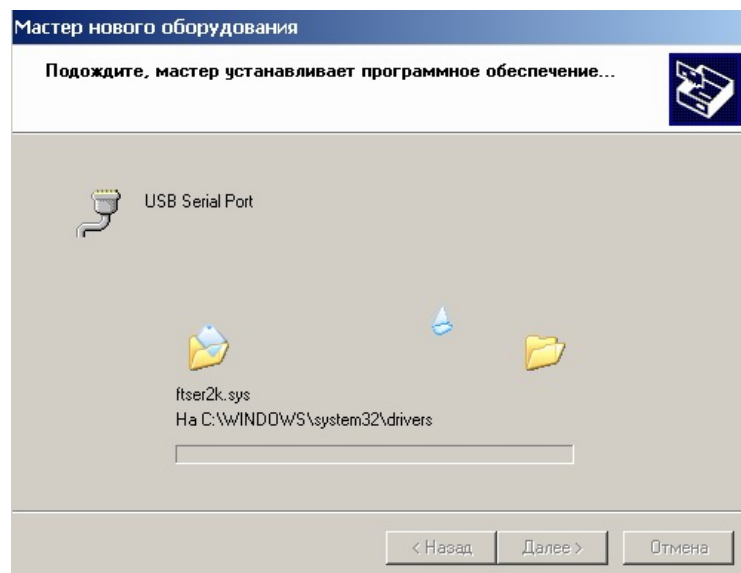 Мастер нового оборудования
Подождите, мастер устанавливает программное обеспечение...
USB Serial Port
ftser2k.sys
На C:\WINDOWS\system32\drivers
< Назад
Далее >
Отмена